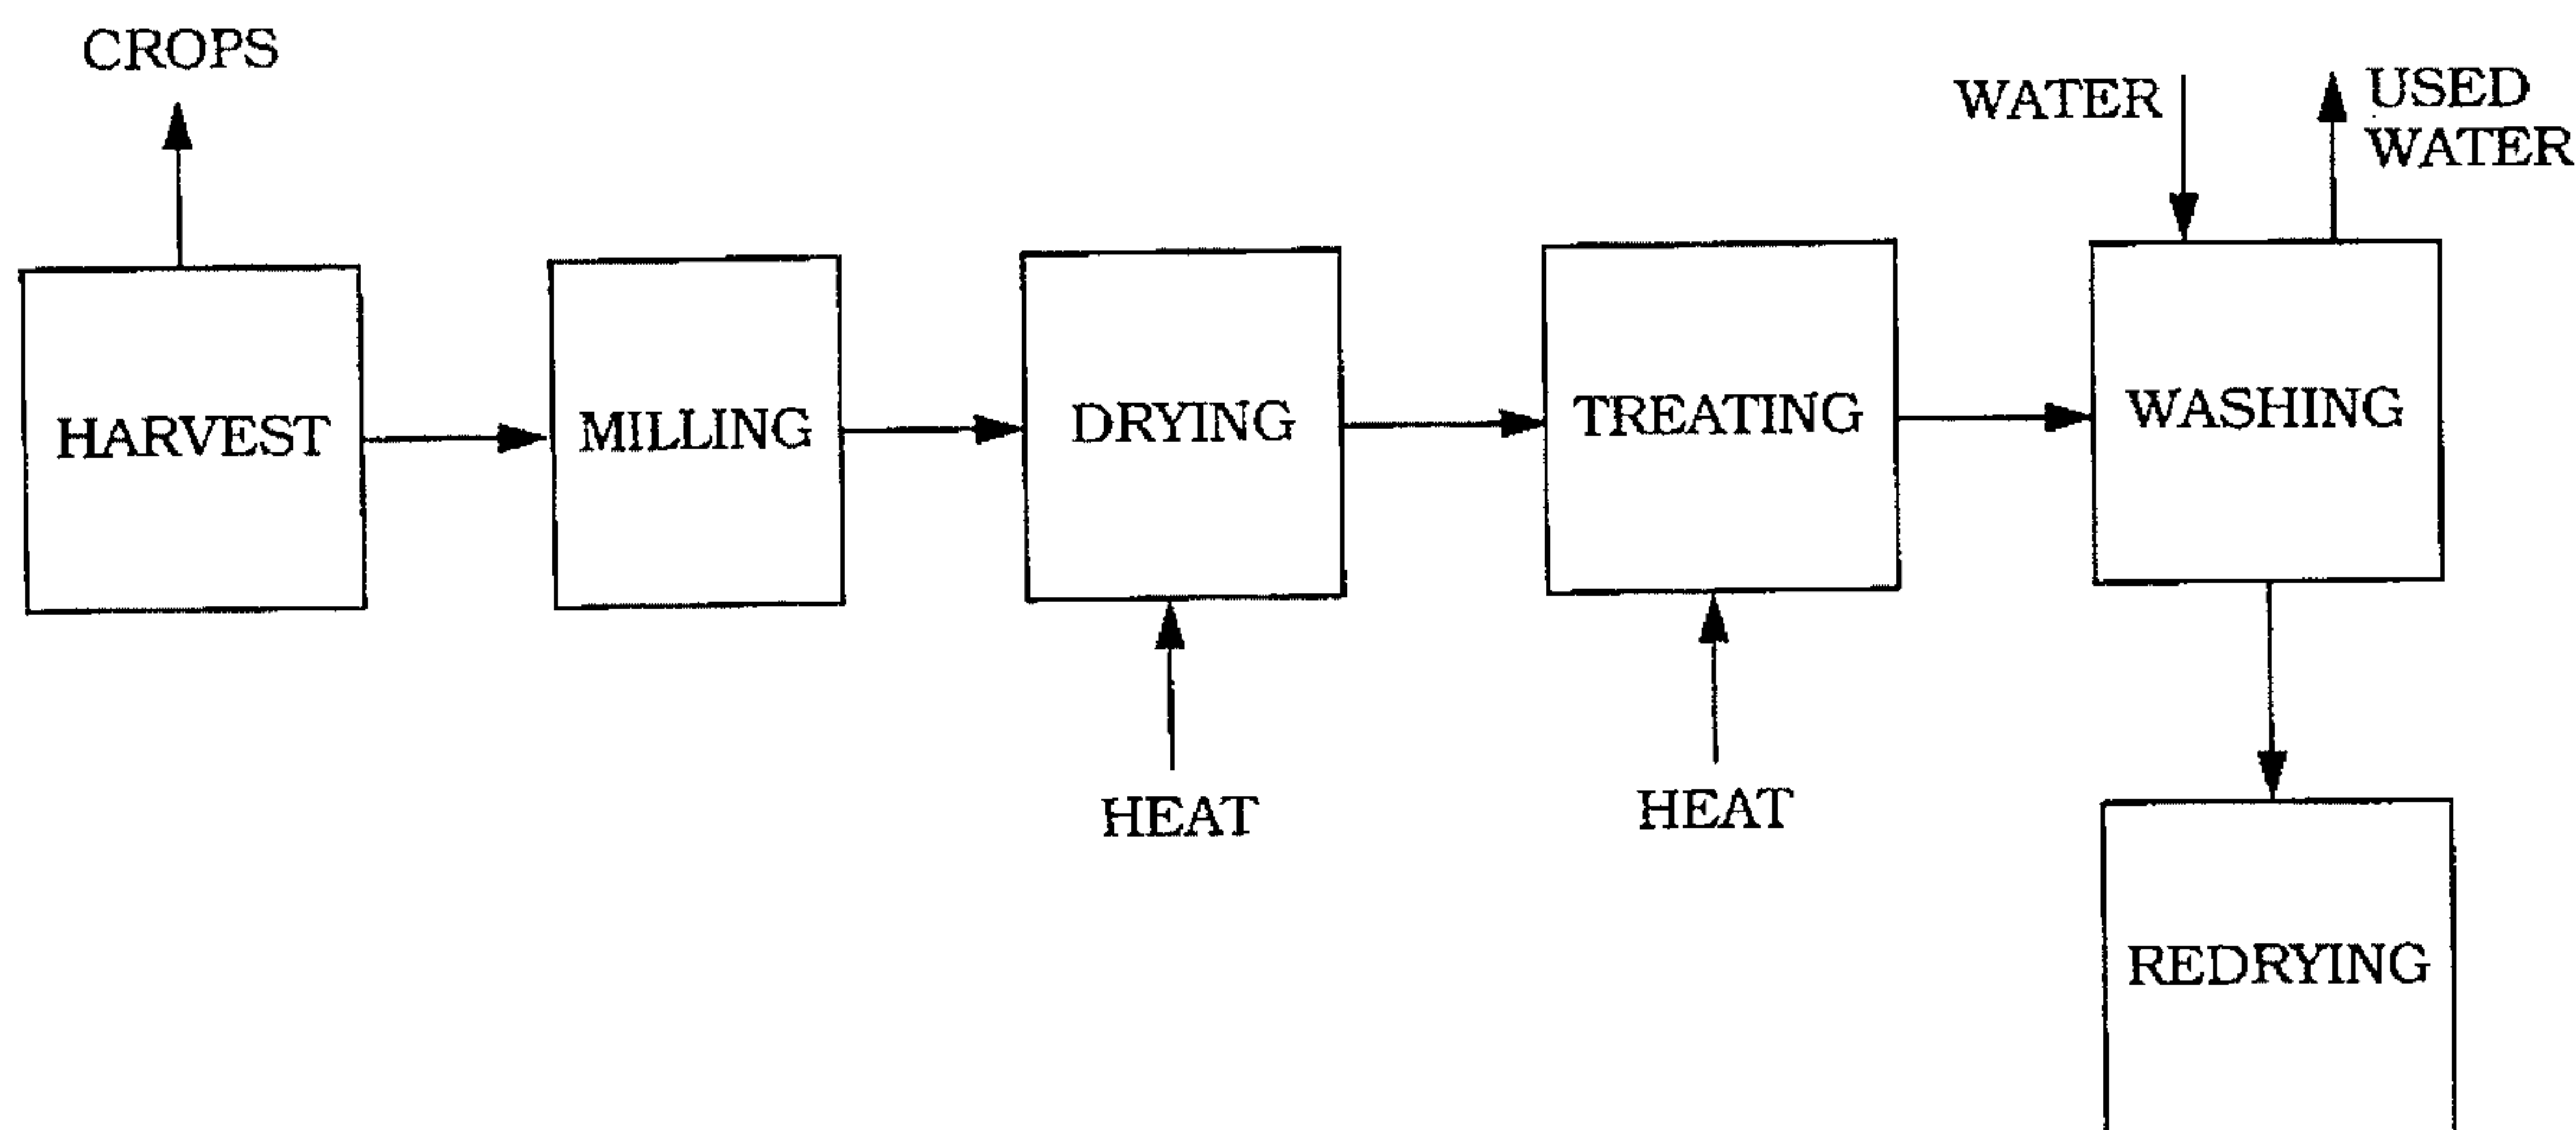 CROPS
WATER
USED
WATER
HARVEST
MILLING
DRYING
TREATING
WASHING
HEAT
HEAT
REDRYING